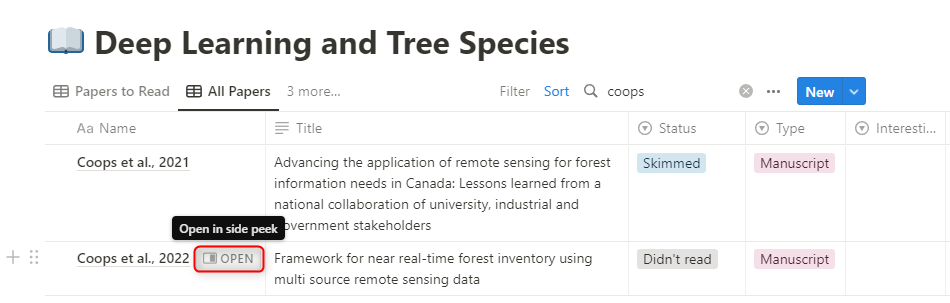 Deep Learning and Tree Species
Papers to Read All Papers 3 more... Filter Sort coops New
Aa Name Title Status Type Interesti...
Coops et al., 2021 Advancing the application of remote sensing for forest Skimmed Manuscript
information needs in Canada: Lessons learned from a
national collaboration of university, industrial and
Open in side peek government stakeholders
Coops et al., 2022 OPEN Framework for near real-time forest inventory using Didn't read Manuscript
multi source remote sensing data